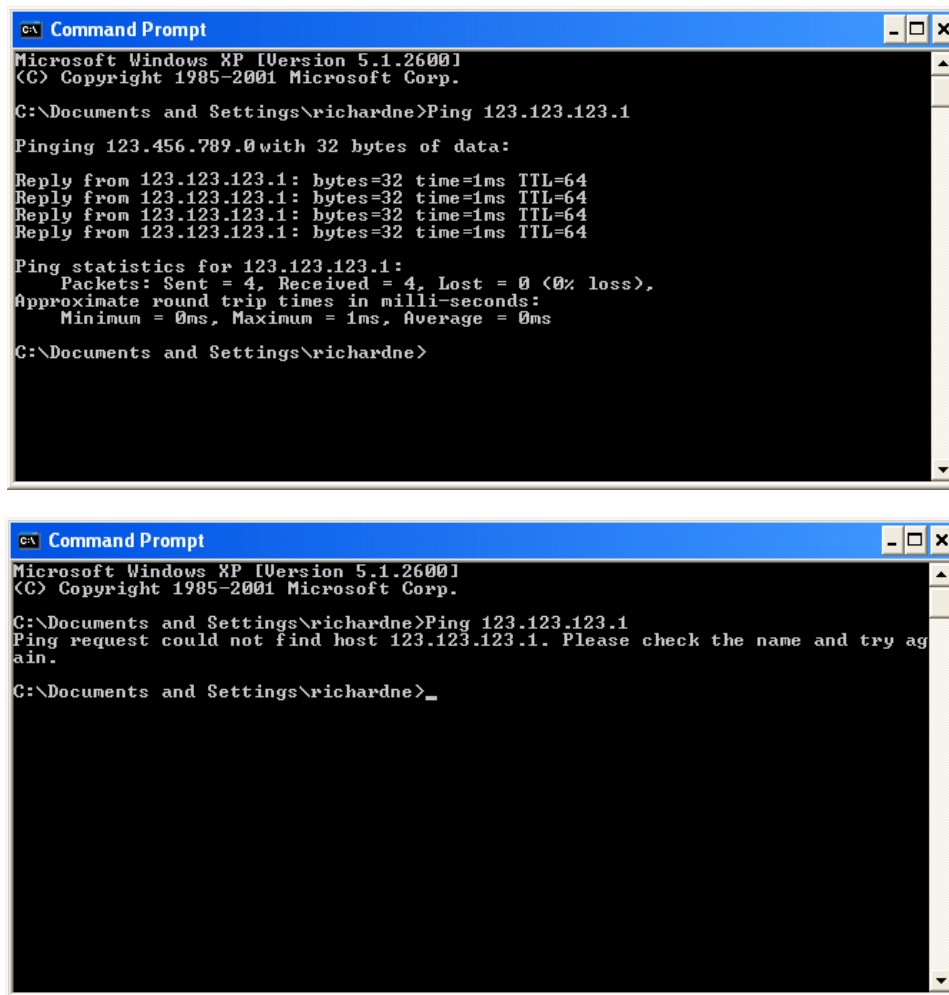 Command Prompt
Microsoft Windows XP [Version 5.1.2600]
(C) Copyright 1985-2001 Microsoft Corp.
C:\Documents and Settings\richardne>Ping 123.123.123.1
Pinging 123.456.789.0 with 32 bytes of data:
Reply from 123.123.123.1: bytes=32 time=1ms TTL=64
Reply from 123.123.123.1: bytes=32 time=1ms TTL=64
Reply from 123.123.123.1: bytes=32 time=1ms TTL=64
Reply from 123.123.123.1: bytes=32 time=1ms TTL=64
Ping statistics for 123.123.123.1:
Packets: Sent = 4, Received = 4, Lost = 0 (0% loss),
Approximate round trip times in milli-seconds:
Minimum = 0ms, Maximum = 1ms, Average = 0ms
C:\Documents and Settings\richardne>
Command Prompt
Microsoft Windows XP [Version 5.1.2600]
(C) Copyright 1985-2001 Microsoft Corp.
C:\Documents and Settings\richardne>Ping 123.123.123.1
Ping request could not find host 123.123.123.1. Please check the name and try ag
ain.
C:\Documents and Settings\richardne>_